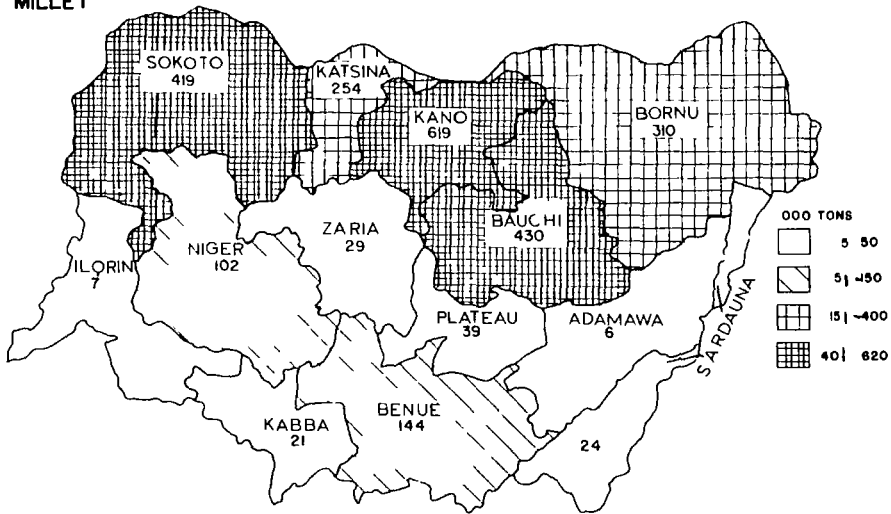 MILLET
SOKOTO
419
KATSINA
254
KANO
619
BORNU
310
ILORIN
7
NIGER
102
ZARIA
29
BAUCHI
430
PLATEAU
39
ADAMAWA
6
SARDAUNA
24
KABBA
21
BENUE
144
000 TONS
5 50
51-150
151-400
401 620